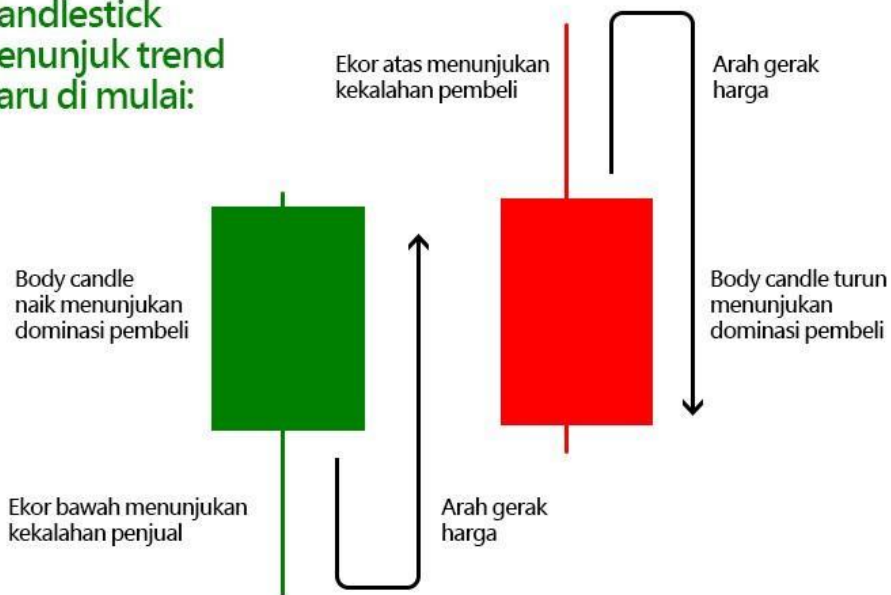 andlestick
enunjuk trend
aru di mulai:
Ekor atas menunjukan
kekalahan pembeli
Arah gerak
harga
Body candle
naik menunjukan
dominasi pembeli
Body candle turun
menunjukan
dominasi pembeli
Ekor bawah menunjukan
kekalahan penjual
Arah gerak
harga